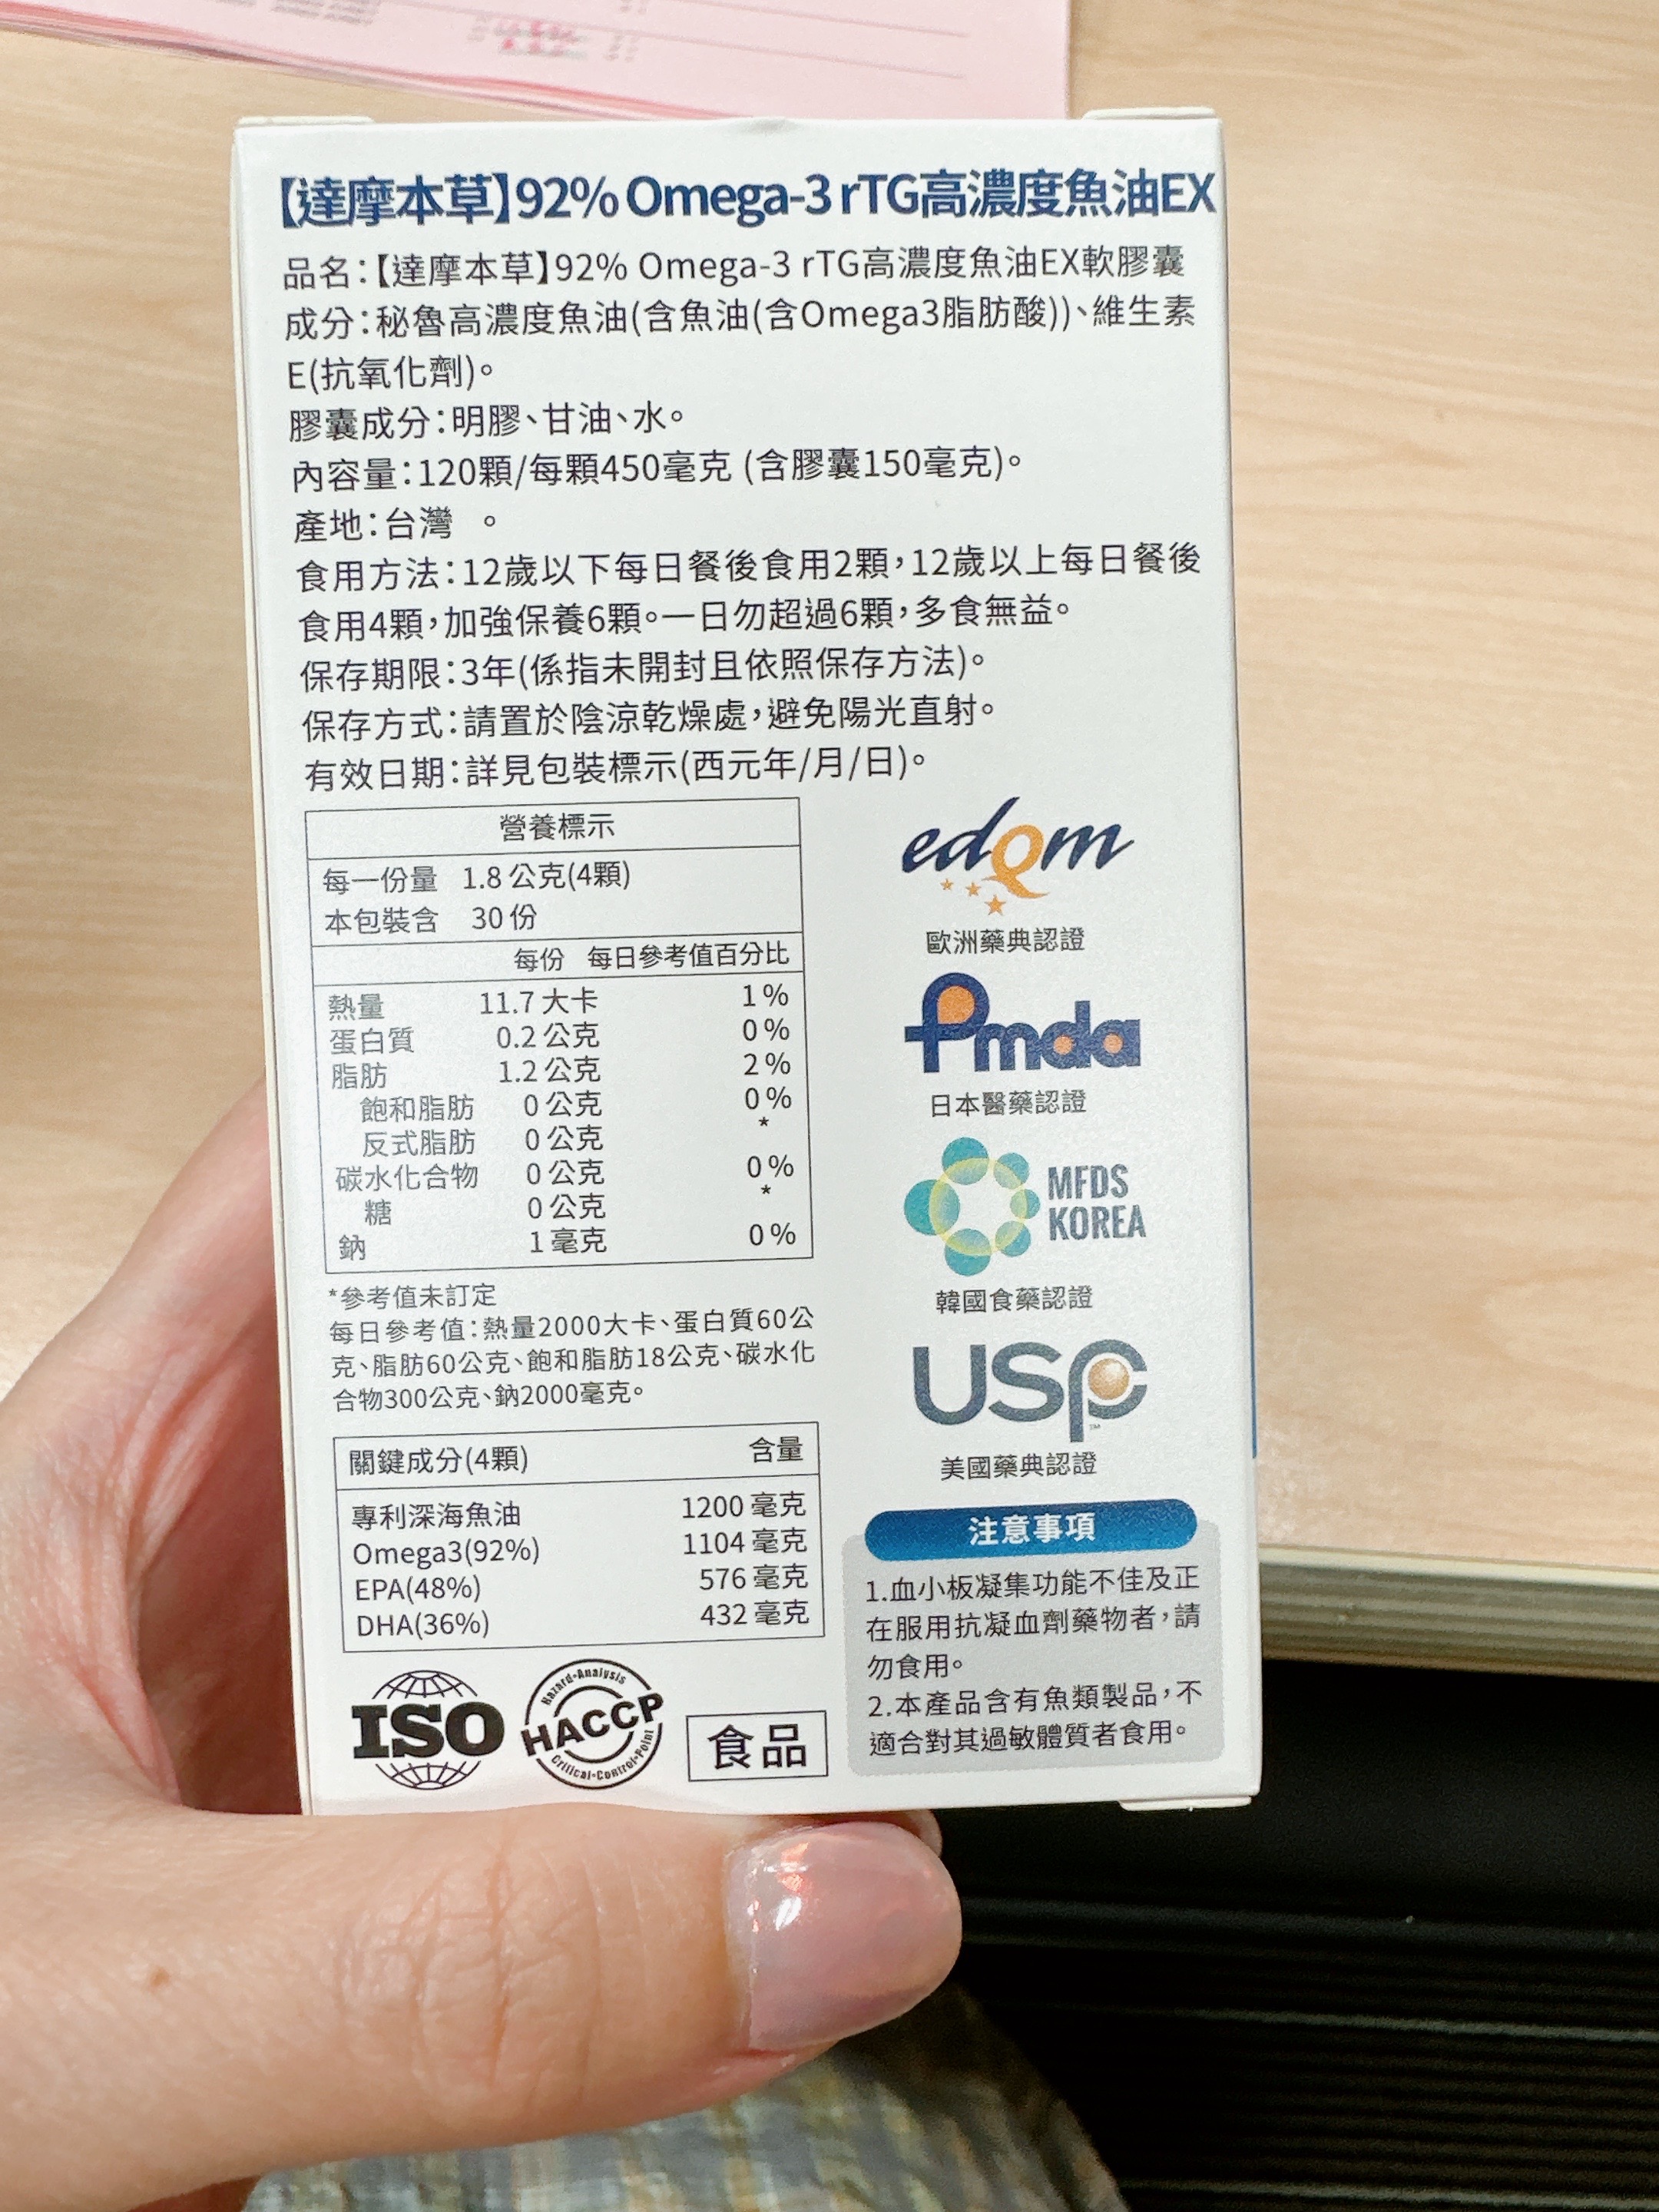 【達摩本草】92% Omega-3 rTG高濃度魚油EX
品名：【達摩本草】92% Omega-3 rTG高濃度魚油EX軟膠囊
成分：秘魯高濃度魚油(含魚油(含Omega3脂肪酸))、維生素
E(抗氧化劑)。
膠囊成分：明膠、甘油、水。
內容量：120顆/每顆450毫克 (含膠囊150毫克)。
產地：台灣 。
食用方法：12歲以下每日餐後食用2顆，12歲以上每日餐後
食用4顆，加強保養6顆。一日勿超過6顆，多食無益。
保存期限：3年(係指未開封且依照保存方法)。
保存方式：請置於陰涼乾燥處，避免陽光直射。
有效日期：詳見包裝標示(西元年/月/日)。
營養標示
每一份量 1.8 公克(4顆)
本包裝含 30 份
每份 每日參考值百分比
熱量 11.7 大卡 1%
蛋白質 0.2 公克 0%
脂肪 1.2 公克 2%
飽和脂肪 0 公克 0%
反式脂肪 0 公克 *
碳水化合物 0 公克 0%
糖 0 公克 *
鈉 1 毫克 0%
*參考值未訂定
每日參考值：熱量2000大卡、蛋白質60公
克、脂肪60公克、飽和脂肪18公克、碳水化
合物300公克、鈉2000毫克。
關鍵成分(4顆) 含量
專利深海魚油 1200 毫克
Omega3(92%) 1104 毫克
EPA(48%) 576 毫克
DHA(36%) 432 毫克
ISO
Hazard-Analysis
HACCP
Critical-Control-Point
食品
edQm
歐洲藥典認證
Pmda
日本醫藥認證
MFDS
KOREA
韓國食藥認證
USP
TM
美國藥典認證
注意事項
1.血小板凝集功能不佳及正
在服用抗凝血劑藥物者，請
勿食用。
2.本產品含有魚類製品，不
適合對其過敏體質者食用。